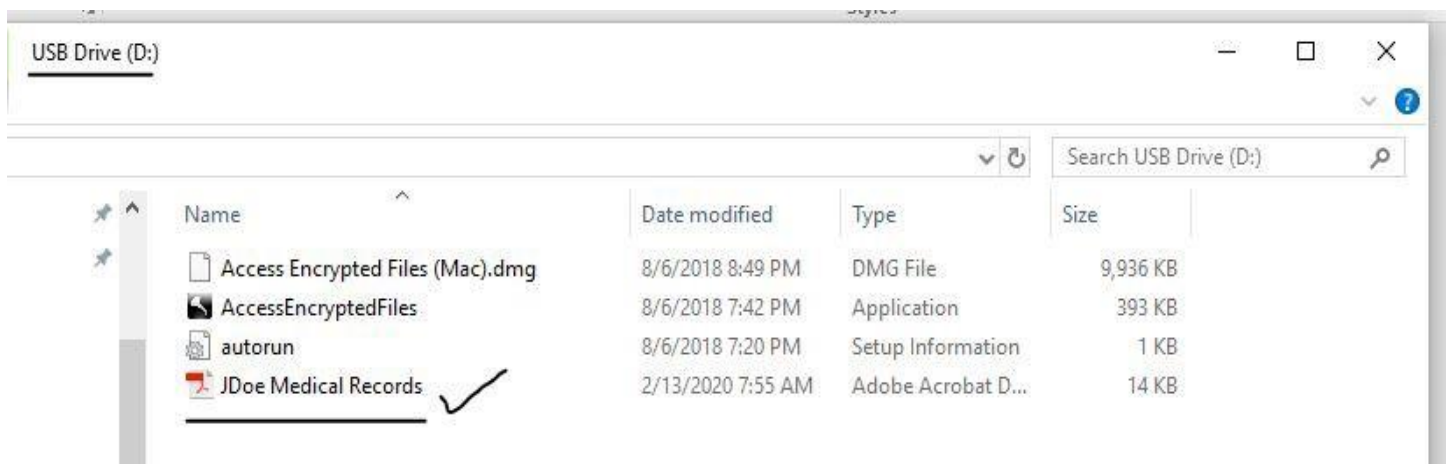 USB Drive (D:)
Search USB Drive (D:)
Name Date modified Type Size
Access Encrypted Files (Mac).dmg 8/6/2018 8:49 PM DMG File 9,936 KB
AccessEncryptedFiles 8/6/2018 7:42 PM Application 393 KB
autorun 8/6/2018 7:20 PM Setup Information 1 KB
JDoe Medical Records 2/13/2020 7:55 AM Adobe Acrobat D... 14 KB